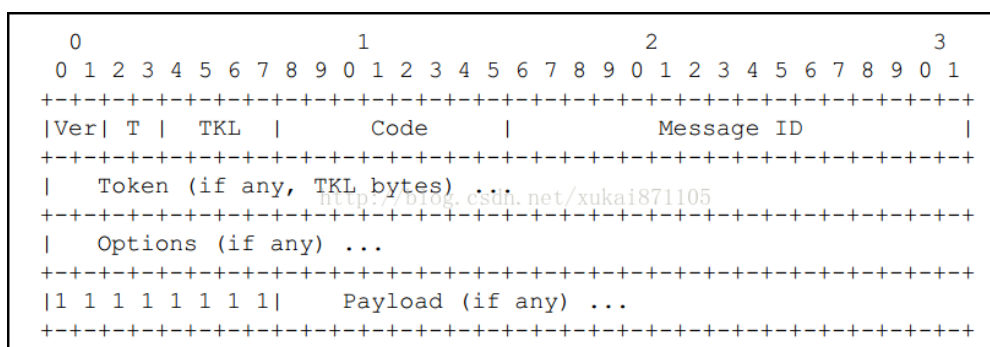 0                   1                   2                   3
0 1 2 3 4 5 6 7 8 9 0 1 2 3 4 5 6 7 8 9 0 1 2 3 4 5 6 7 8 9 0 1
+-+-+-+-+-+-+-+-+-+-+-+-+-+-+-+-+-+-+-+-+-+-+-+-+-+-+-+-+-+-+-+-+
|Ver| T |  TKL  |      Code     |          Message ID           |
+-+-+-+-+-+-+-+-+-+-+-+-+-+-+-+-+-+-+-+-+-+-+-+-+-+-+-+-+-+-+-+-+
|   Token (if any, TKL bytes) ...
http://blog.csdn.net/xukai871105
+-+-+-+-+-+-+-+-+-+-+-+-+-+-+-+-+-+-+-+-+-+-+-+-+-+-+-+-+-+-+-+-+
|   Options (if any) ...
+-+-+-+-+-+-+-+-+-+-+-+-+-+-+-+-+-+-+-+-+-+-+-+-+-+-+-+-+-+-+-+-+
|1 1 1 1 1 1 1 1|    Payload (if any) ...
+-+-+-+-+-+-+-+-+-+-+-+-+-+-+-+-+-+-+-+-+-+-+-+-+-+-+-+-+-+-+-+-+